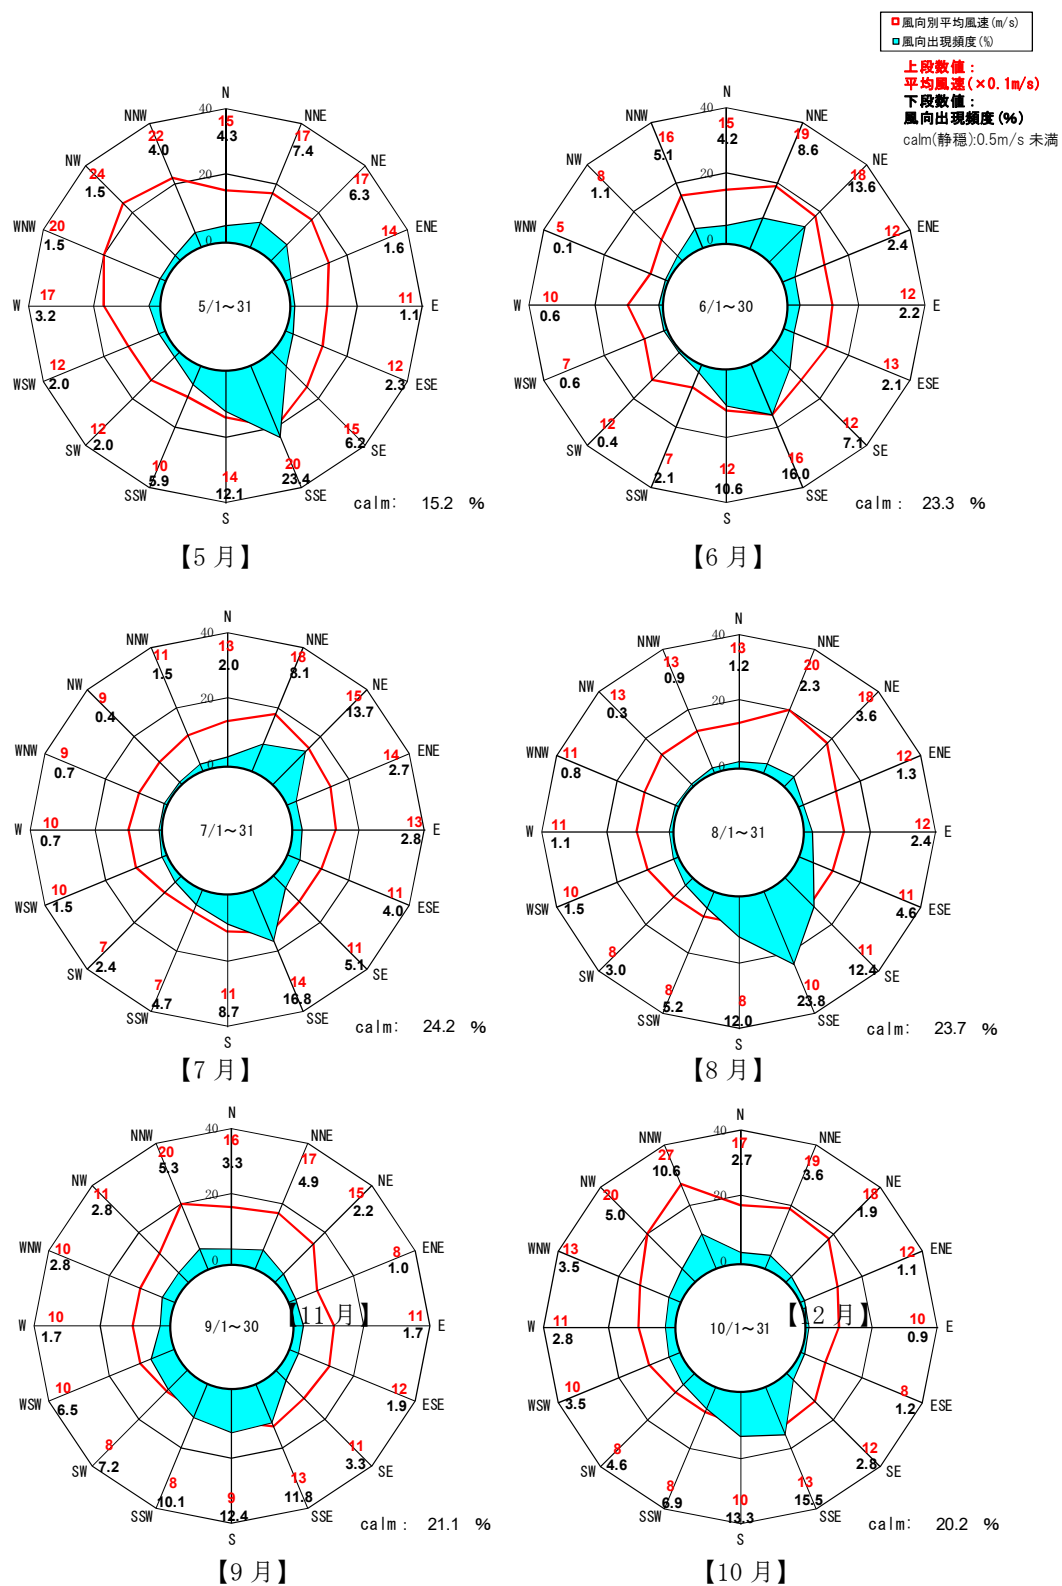 風向別平均風速(m/s)
風向出現頻度(%)
上段数値：
平均風速(×0.1m/s)
下段数値：
風向出現頻度(%)
calm(静穏):0.5m/s 未満
N
40
20
0
15
4.3
NNE
17
7.4
NE
17
6.3
ENE
14
1.6
E
11
1.1
ESE
12
2.3
SE
15
6.2
SSE
20
23.4
S
14
12.1
SSW
10
5.9
SW
12
2.0
WSW
12
2.0
W
17
3.2
WNW
20
1.5
NW
24
1.5
NNW
22
4.0
5/1～31
calm: 15.2 %
【5 月】
N
40
20
0
15
4.2
NNE
19
8.6
NE
18
13.6
ENE
12
2.4
E
12
2.2
ESE
13
2.1
SE
12
7.1
SSE
16
16.0
S
12
10.6
SSW
7
2.1
SW
12
0.4
WSW
7
0.6
W
10
0.6
WNW
5
0.1
NW
8
1.1
NNW
16
5.1
6/1～30
calm : 23.3 %
【6 月】
N
40
20
0
13
2.0
NNE
18
8.1
NE
15
13.7
ENE
14
2.7
E
13
2.8
ESE
11
4.0
SE
11
5.1
SSE
14
16.8
S
11
8.7
SSW
7
4.7
SW
7
2.4
WSW
10
1.5
W
10
0.7
WNW
9
0.7
NW
9
0.4
NNW
11
1.5
7/1～31
calm: 24.2 %
【7 月】
N
40
20
0
13
1.2
NNE
20
2.3
NE
18
3.6
ENE
12
1.3
E
12
2.4
ESE
11
4.6
SE
11
12.4
SSE
10
23.8
S
8
12.0
SSW
8
5.2
SW
8
3.0
WSW
10
1.5
W
11
1.1
WNW
11
0.8
NW
13
0.3
NNW
13
0.9
8/1～31
calm: 23.7 %
【8 月】
N
40
20
0
16
3.3
NNE
17
4.9
NE
15
2.2
ENE
8
1.0
E
11
1.7
ESE
12
1.9
SE
11
3.3
SSE
13
11.8
S
9
12.4
SSW
8
10.1
SW
8
7.2
WSW
10
6.5
W
10
1.7
WNW
10
2.8
NW
11
2.8
NNW
20
5.3
9/1～30
【11 月】
calm : 21.1 %
【9 月】
N
40
20
0
17
2.7
NNE
19
3.6
NE
18
1.9
ENE
12
1.1
E
10
0.9
ESE
8
1.2
SE
12
2.8
SSE
13
15.5
S
10
13.3
SSW
8
6.9
SW
8
4.6
WSW
10
3.5
W
11
2.8
WNW
13
3.5
NW
20
5.0
NNW
27
10.6
10/1～31
【12 月】
calm: 20.2 %
【10 月】